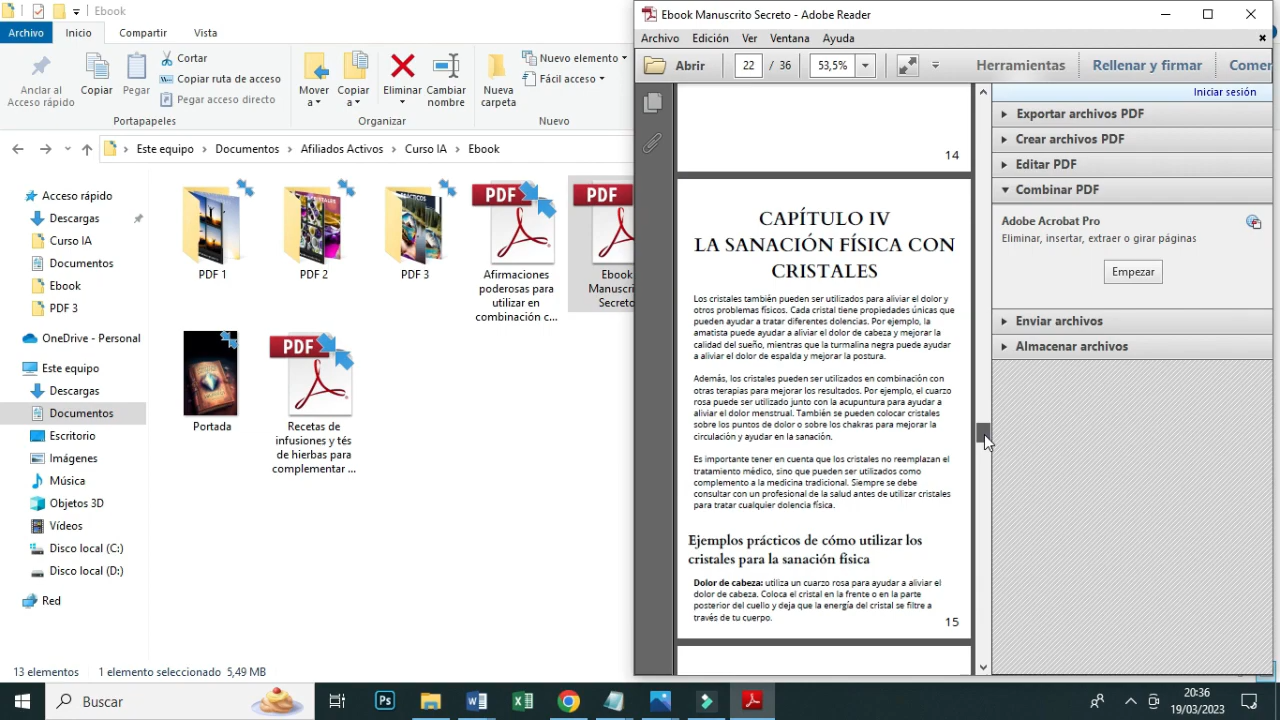 Ebook
Archivo
Inicio
Compartir
Vista
Anclar al
Acceso rápido
Copiar
Pegar
Cortar
Copiar ruta de acceso
Pegar acceso directo
Portapapeles
Mover
a
Copiar
a
Eliminar
Cambiar
nombre
Organizar
Nueva
carpeta
Nuevo elemento
Fácil acceso
Nuevo
Este equipo
Documentos
Afiliados Activos
Curso IA
Ebook
Acceso rápido
Descargas
Curso IA
Documentos
Ebook
PDF 3
OneDrive - Personal
Este equipo
Descargas
Documentos
Escritorio
Imágenes
Música
Objetos 3D
Vídeos
Disco local (C:)
Disco local (D:)
Red
PDF 1
PDF 2
PDF 3
PDF
Afirmaciones
poderosas para
utilizar en
combinación c...
PDF
Ebook
Manuscri
Secreto
Portada
PDF
Recetas de
infusiones y tés
de hierbas para
complementar ...
13 elementos
1 elemento seleccionado 5,49 MB
Ebook Manuscrito Secreto - Adobe Reader
Archivo
Edición
Ver
Ventana
Ayuda
Abrir
22
/ 36
53,5%
Herramientas
Rellenar y firmar
Comer
Iniciar sesión
Exportar archivos PDF
Crear archivos PDF
Editar PDF
Combinar PDF
Adobe Acrobat Pro
Eliminar, insertar, extraer o girar páginas
Empezar
Enviar archivos
Almacenar archivos
14
CAPÍTULO IV
LA SANACIÓN FÍSICA CON
CRISTALES
Los cristales también pueden ser utilizados para aliviar el dolor y
otros problemas físicos. Cada cristal tiene propiedades únicas que
pueden ayudar a tratar diferentes dolencias. Por ejemplo, la
amatista puede ayudar a aliviar el dolor de cabeza y mejorar la
calidad del sueño, mientras que la turmalina negra puede ayudar
a aliviar el dolor de espalda y mejorar la postura.
Además, los cristales pueden ser utilizados en combinación con
otras terapias para mejorar los resultados. Por ejemplo, el cuarzo
rosa puede ser utilizado junto con la acupuntura para ayudar a
aliviar el dolor menstrual. También se pueden colocar cristales
sobre los puntos de dolor o sobre los chakras para mejorar la
circulación y ayudar en la sanación.
Es importante tener en cuenta que los cristales no reemplazan el
tratamiento médico, sino que pueden ser utilizados como
complemento a la medicina tradicional. Siempre se debe
consultar con un profesional de la salud antes de utilizar cristales
para tratar cualquier dolencia física.
Ejemplos prácticos de cómo utilizar los
cristales para la sanación física
Dolor de cabeza: utiliza un cuarzo rosa para ayudar a aliviar el
dolor de cabeza. Coloca el cristal en la frente o en la parte
posterior del cuello y deja que la energía del cristal se filtre a
través de tu cuerpo.
15
Buscar
Ps
20:36
19/03/2023